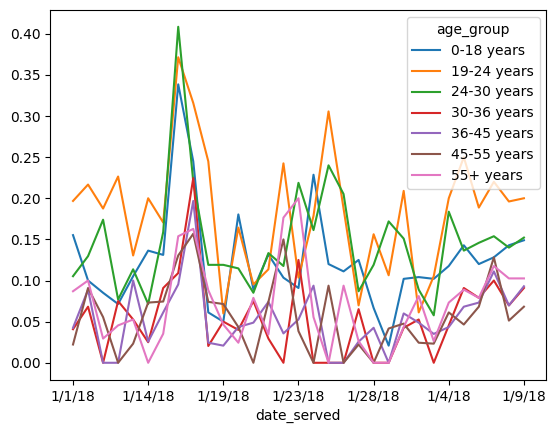 age_group
0-18 years
19-24 years
24-30 years
30-36 years
36-45 years
45-55 years
55+ years
0.40
0.35
0.30
0.25
0.20
0.15
0.10
0.05
0.00
1/1/18 1/14/18 1/19/18 1/23/18 1/28/18 1/4/18 1/9/18
date_served